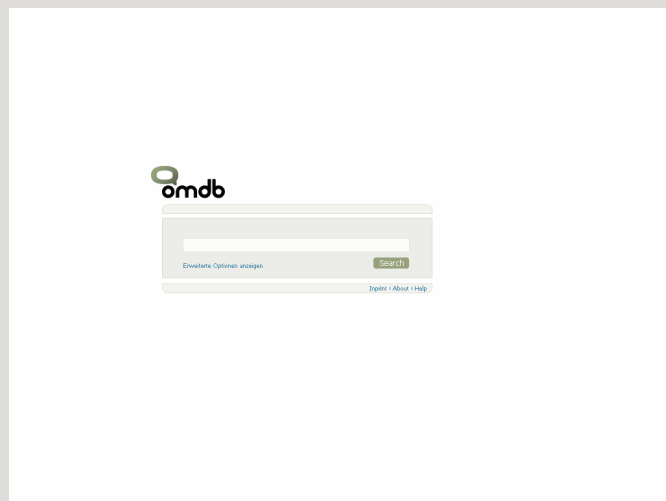 omdb
Erweiterte Optionen anzeigen
Search
Inprint : About : Help